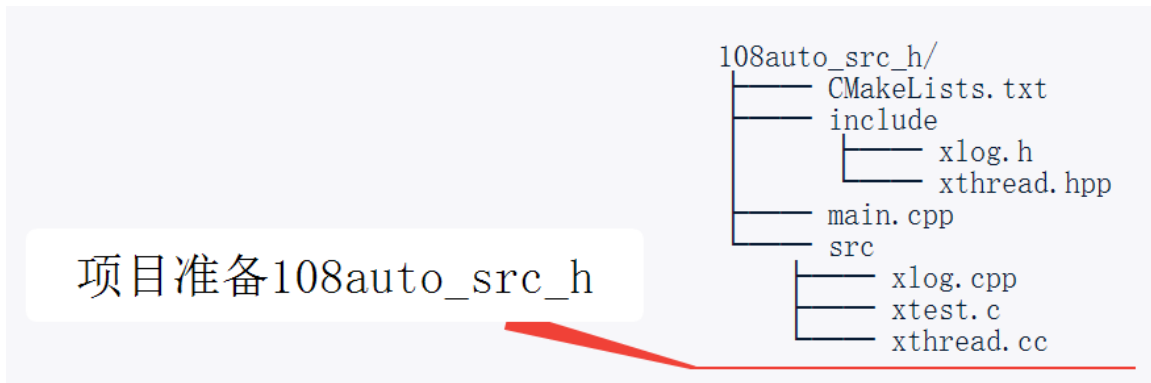 项目准备108auto_src_h
108auto_src_h/
CMakeLists.txt
include
xlog.h
xthread.hpp
main.cpp
src
xlog.cpp
xtest.c
xthread.cc